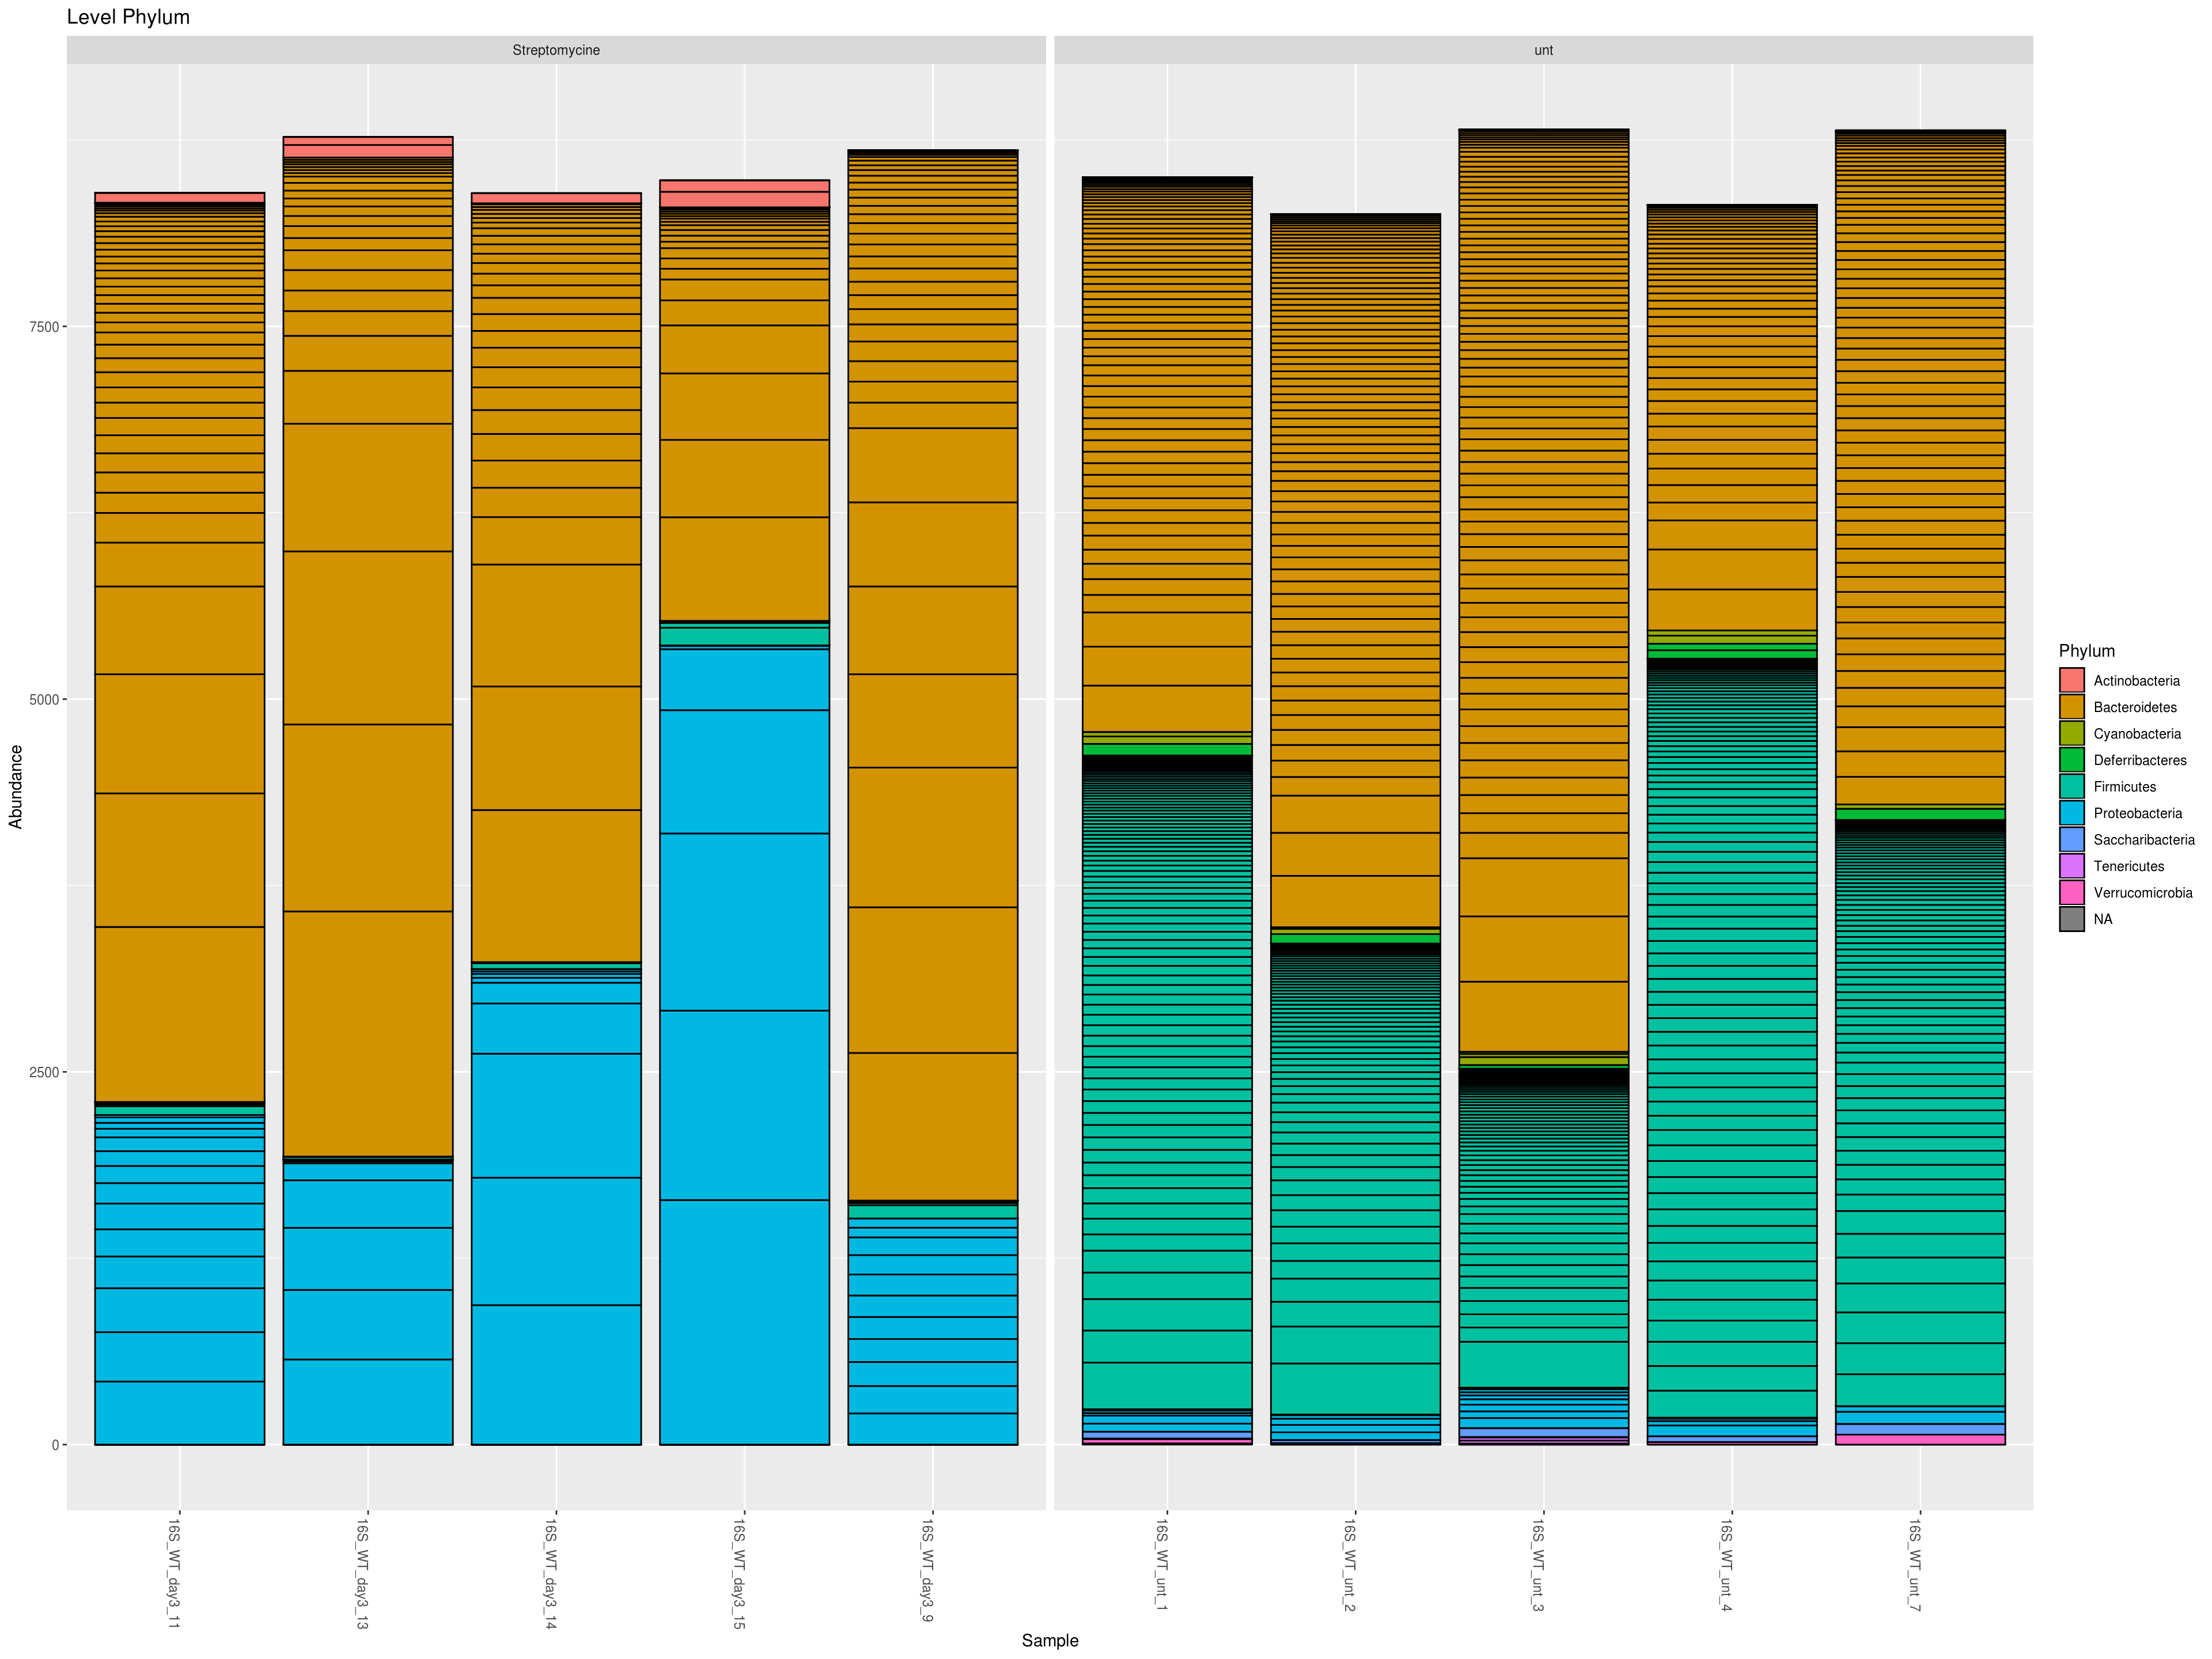 Level Phylum
Streptomycine
unt
Abundance
7500
5000
2500
0
16S_WT_day3_11
16S_WT_day3_13
16S_WT_day3_14
16S_WT_day3_15
16S_WT_day3_9
16S_WT_unt_1
16S_WT_unt_2
16S_WT_unt_3
16S_WT_unt_4
16S_WT_unt_7
Sample
Phylum
Actinobacteria
Bacteroidetes
Cyanobacteria
Deferribacteres
Firmicutes
Proteobacteria
Saccharibacteria
Tenericutes
Verrucomicrobia
NA